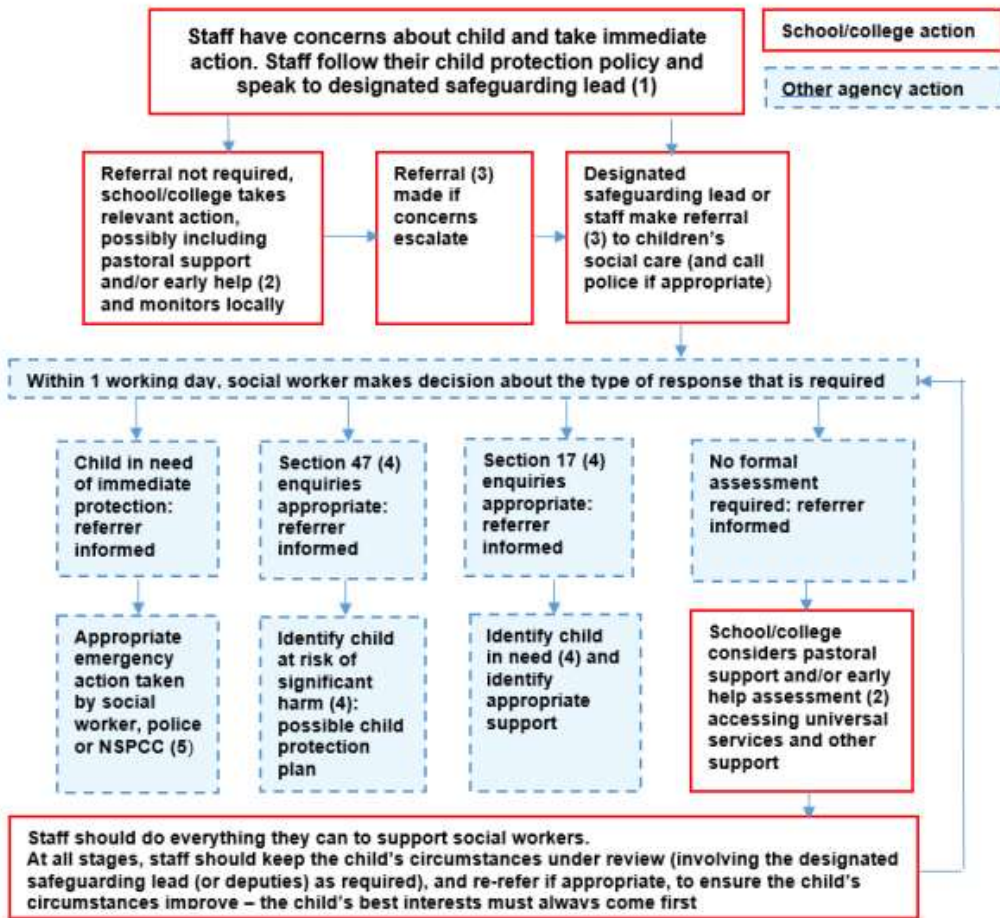 Staff have concerns about child and take immediate
action. Staff follow their child protection policy and
speak to designated safeguarding lead (1)
School/college action
Other agency action
Referral not required,
school/college takes
relevant action,
possibly including
pastoral support
and/or early help (2)
and monitors locally
Referral (3)
made if
concerns
escalate
Designated
safeguarding lead or
staff make referral
(3) to children's
social care (and call
police if appropriate)
Within 1 working day, social worker makes decision about the type of response that is required
Child in need
of immediate
protection:
referrer
informed
Section 47 (4)
enquiries
appropriate:
referrer
informed
Section 17 (4)
enquiries
appropriate:
referrer
informed
No formal
assessment
required: referrer
informed
Appropriate
emergency
action taken
by social
worker, police
or NSPCC (5)
Identify child
at risk of
significant
harm (4):
possible child
protection
plan
Identify child
in need (4) and
identify
appropriate
support
School/college
considers pastoral
support and/or early
help assessment (2)
accessing universal
services and other
support
Staff should do everything they can to support social workers.
At all stages, staff should keep the child's circumstances under review (involving the designated
safeguarding lead (or deputies) as required), and re-refer if appropriate, to ensure the child's
circumstances improve – the child's best interests must always come first